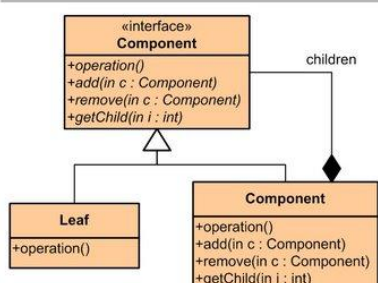 «interface»
Component
+operation()
+add(in c : Component)
+remove(in c : Component)
+getChild(in i : int)
children
Leaf
+operation()
Component
+operation()
+add(in c : Component)
+remove(in c : Component)
+getChild(in i : int)